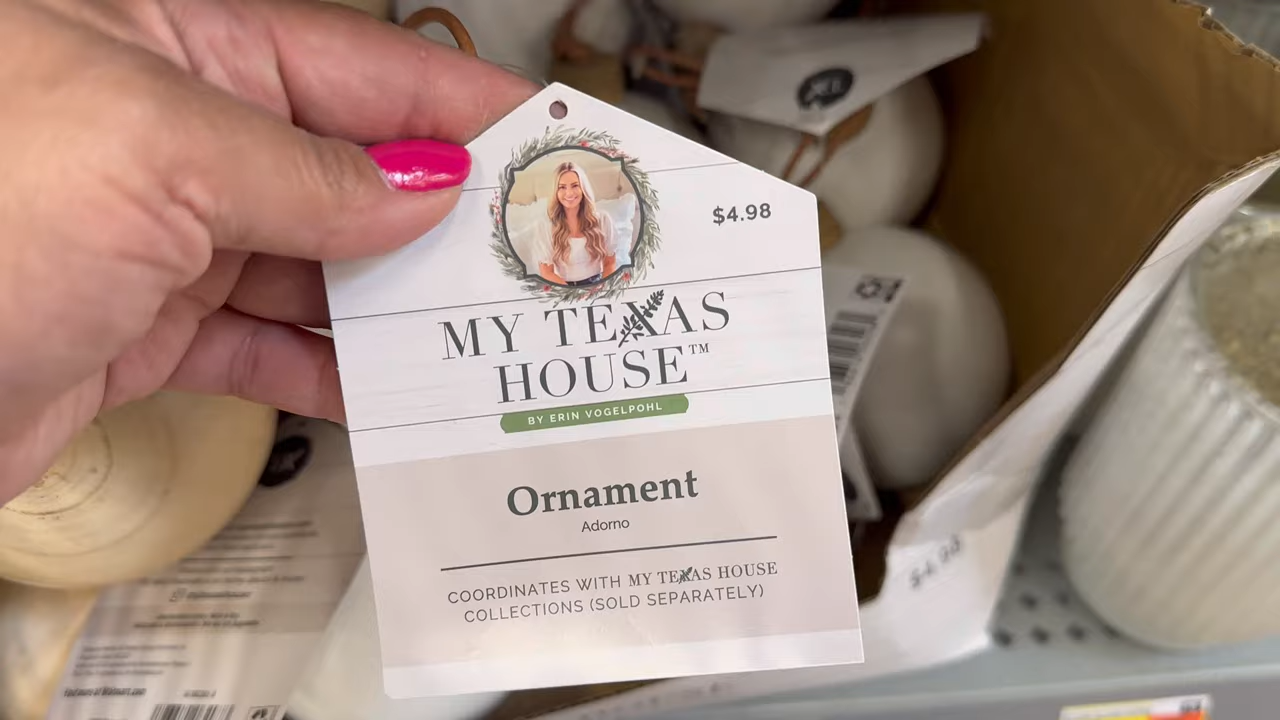 $4.98
MY TEXAS
HOUSE™
BY ERIN VOGELPOHL
Ornament
Adorno
COORDINATES WITH MY TEXAS HOUSE
COLLECTIONS (SOLD SEPARATELY)
$4.98